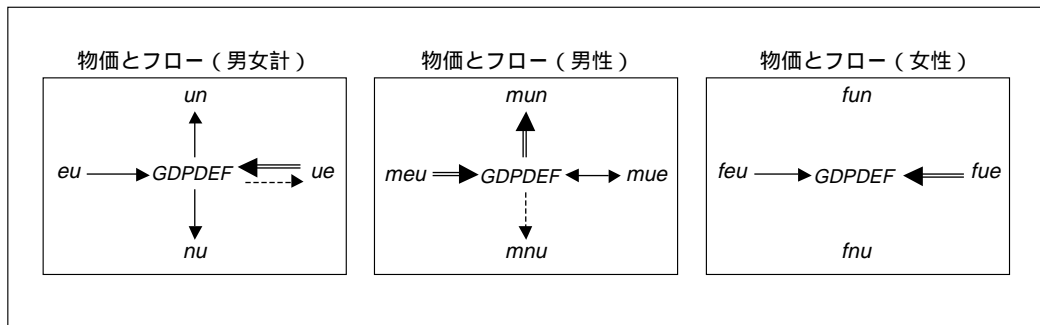 物価とフロー（男女計） 物価とフロー（男性） 物価とフロー（女性）
un mun fun
eu GDPDEF ue meu GDPDEF mue feu GDPDEF fue
nu mnu fnu